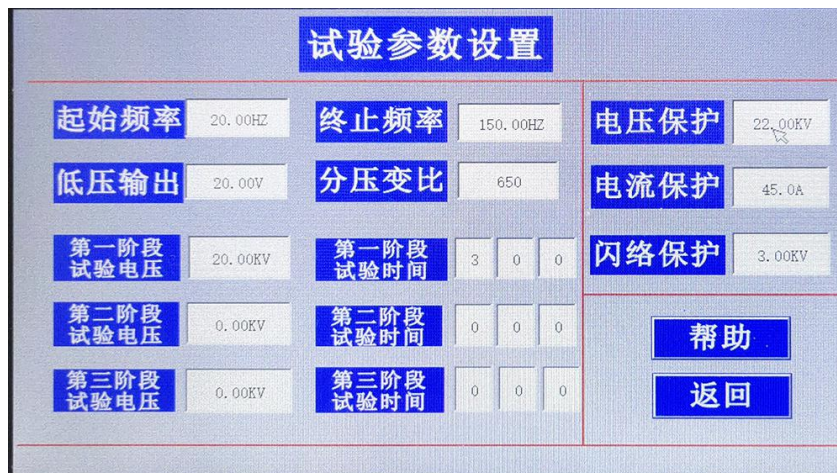 试验参数设置
起始频率 20.00HZ 终止频率 150.00HZ 电压保护 22.00KV
低压输出 20.00V 分压变比 650 电流保护 45.0A
第一阶段
试验电压 20.00KV 第一阶段
试验时间 3 0 0 闪络保护 3.00KV
第二阶段
试验电压 0.00KV 第二阶段
试验时间 0 0 0 帮助
第三阶段
试验电压 0.00KV 第三阶段
试验时间 0 0 0 返回